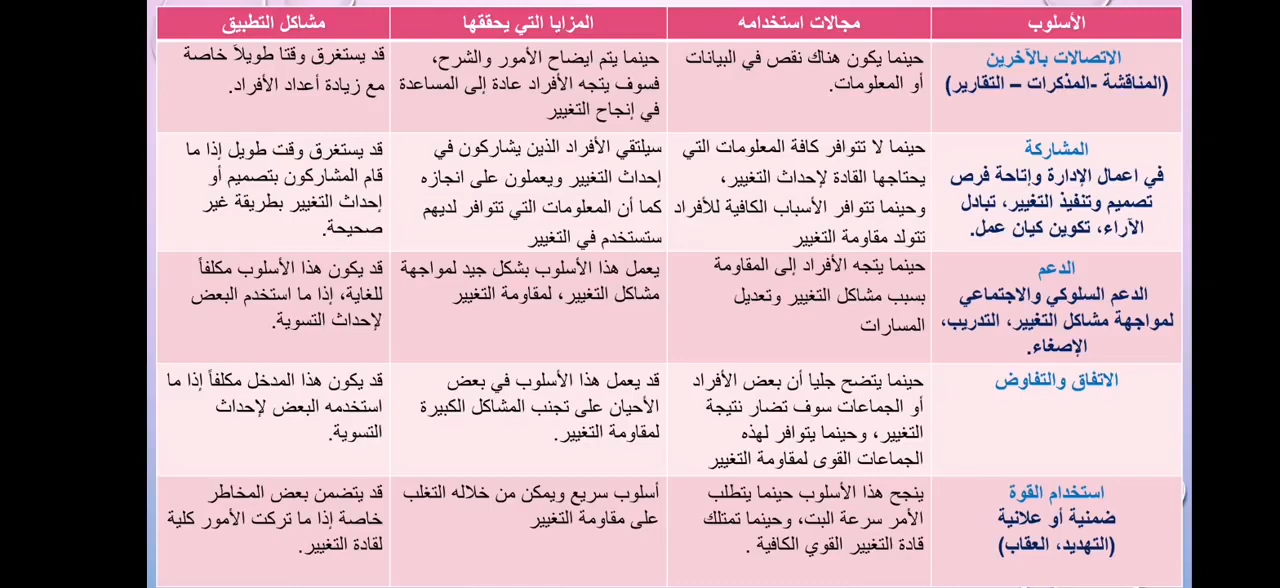 الأسلوب
مجالات استخدامه
المزايا التي يحققها
مشاكل التطبيق
الاتصالات بالآخرين
(المناقشة -المذكرات – التقارير)
حينما يكون هناك نقص في البيانات
أو المعلومات.
حينما يتم ايضاح الأمور والشرح،
فسوف يتجه الأفراد عادة إلى المساعدة
في إنجاح التغيير
قد يستغرق وقتا طويلاً خاصة
مع زيادة أعداد الأفراد.
المشاركة
في اعمال الإدارة وإتاحة فرص
تصميم وتنفيذ التغيير، تبادل
الآراء، تكوين كيان عمل.
حينما لا تتوافر كافة المعلومات التي
يحتاجها القادة لإحداث التغيير،
وحينما تتوافر الأسباب الكافية للأفراد
تتولد مقاومة التغيير
سيلتقي الأفراد الذين يشاركون في
إحداث التغيير ويعملون على انجازه
كما أن المعلومات التي تتوافر لديهم
ستستخدم في التغيير
قد يستغرق وقت طويل إذا ما
قام المشاركون بتصميم أو
إحداث التغيير بطريقة غير
صحيحة.
الدعم
الدعم السلوكي والاجتماعي
لمواجهة مشاكل التغيير، التدريب،
الإصغاء.
حينما يتجه الأفراد إلى المقاومة
بسبب مشاكل التغيير وتعديل
المسارات
يعمل هذا الأسلوب بشكل جيد لمواجهة
مشاكل التغيير، لمقاومة التغيير
قد يكون هذا الأسلوب مكلفاً
للغاية، إذا ما استخدم البعض
لإحداث التسوية.
الاتفاق والتفاوض
حينما يتضح جليا أن بعض الأفراد
أو الجماعات سوف تضار نتيجة
التغيير، وحينما يتوافر لهذه
الجماعات القوى لمقاومة التغيير
قد يعمل هذا الأسلوب في بعض
الأحيان على تجنب المشاكل الكبيرة
لمقاومة التغيير.
قد يكون هذا المدخل مكلفاً إذا ما
استخدمه البعض لإحداث
التسوية.
استخدام القوة
ضمنية أو علانية
(التهديد، العقاب)
ينجح هذا الأسلوب حينما يتطلب
الأمر سرعة البت، وحينما تمتلك
قادة التغيير القوي الكافية .
أسلوب سريع ويمكن من خلاله التغلب
على مقاومة التغيير
قد يتضمن بعض المخاطر
خاصة إذا ما تركت الأمور كلية
لقادة التغيير.